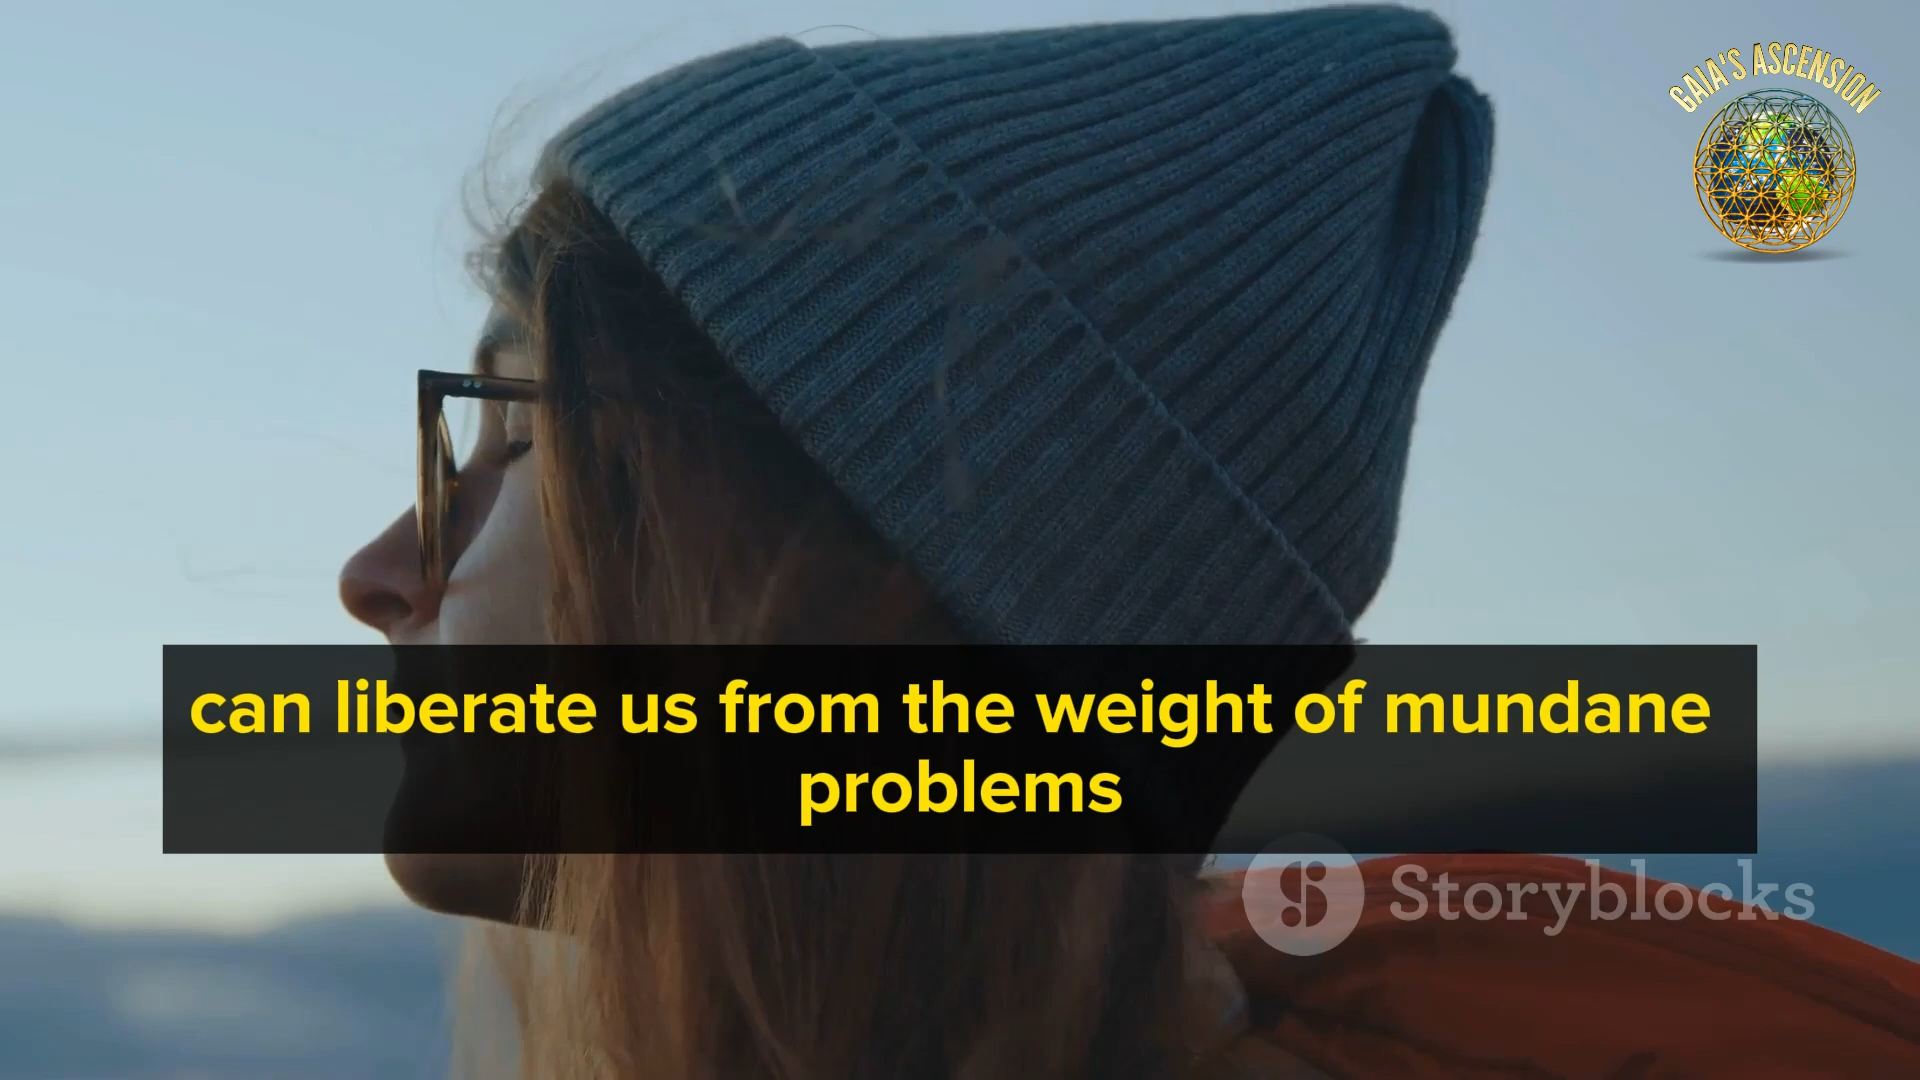 GAIA'S ASCENSION
can liberate us from the weight of mundane
problems
Storyblocks